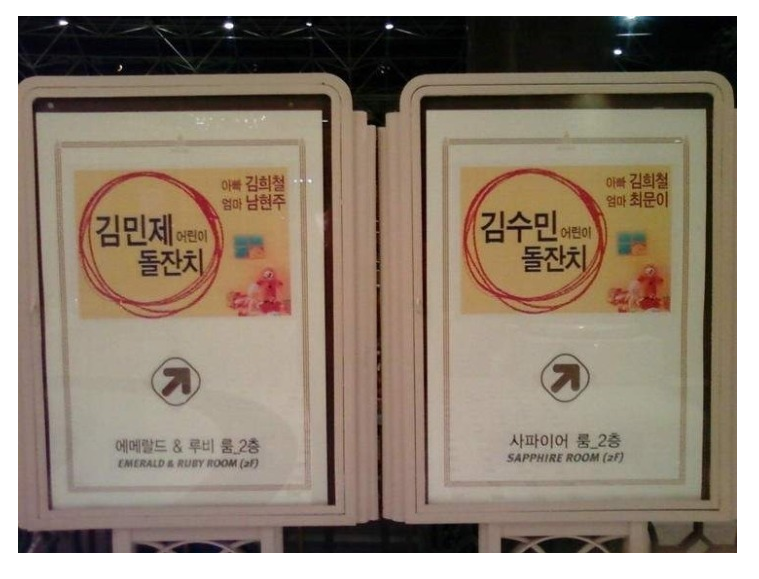 아빠 김희철
엄마 남현주
김민제 어린이
돌잔치
에메랄드 & 루비 룸_2층
EMERALD & RUBY ROOM (2F)
아빠 김희철
엄마 최문이
김수민 어린이
돌잔치
사파이어 룸_2층
SAPPHIRE ROOM (2F)